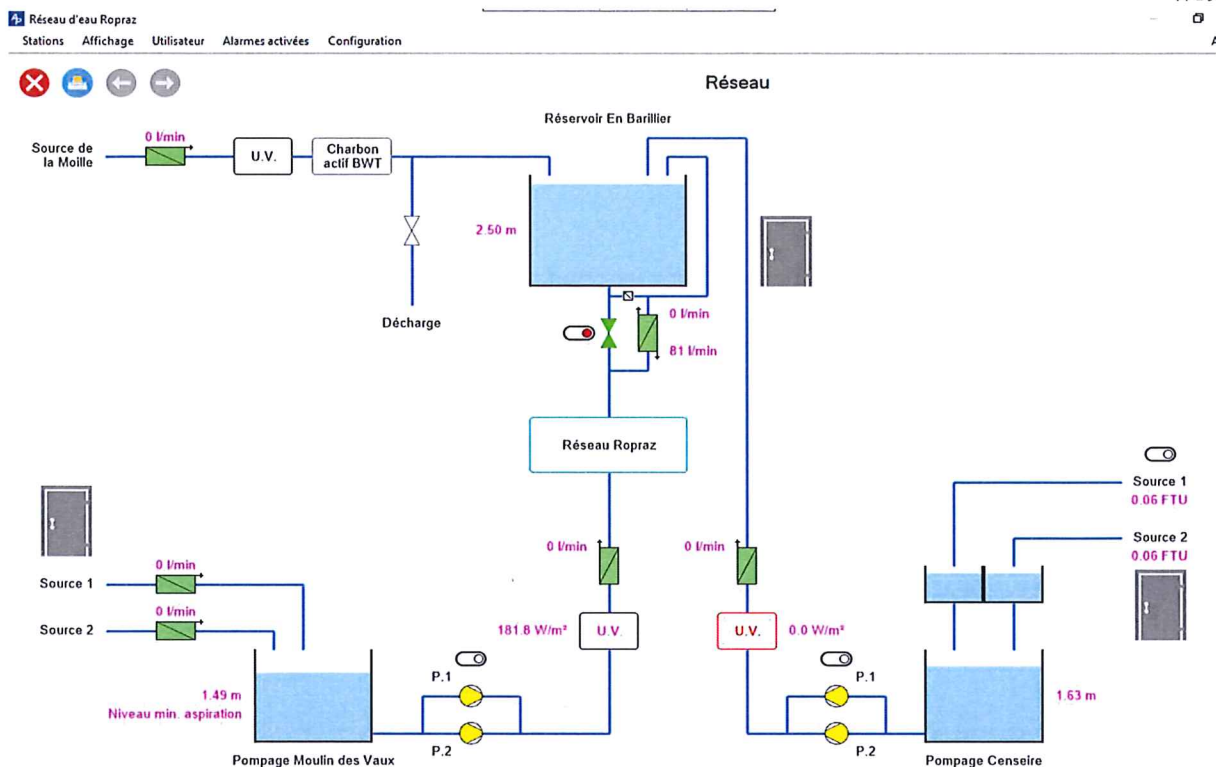 Réseau d'eau Ropraz
Stations Affichage Utilisateur Alarmes activées Configuration
Réseau
Réservoir En Barillier
Source de
la Moille
0 l/min
U.V.
Charbon
actif BWT
2.50 m
Décharge
0 l/min
81 l/min
Réseau Ropraz
Source 1
0.06 FTU
Source 2
0.06 FTU
0 l/min
0 l/min
Source 1
0 l/min
Source 2
0 l/min
181.8 W/m²
U.V.
U.V.
0.0 W/m²
1.49 m
Niveau min. aspiration
P.1
P.2
P.1
P.2
1.63 m
Pompage Moulin des Vaux
Pompage Censeire